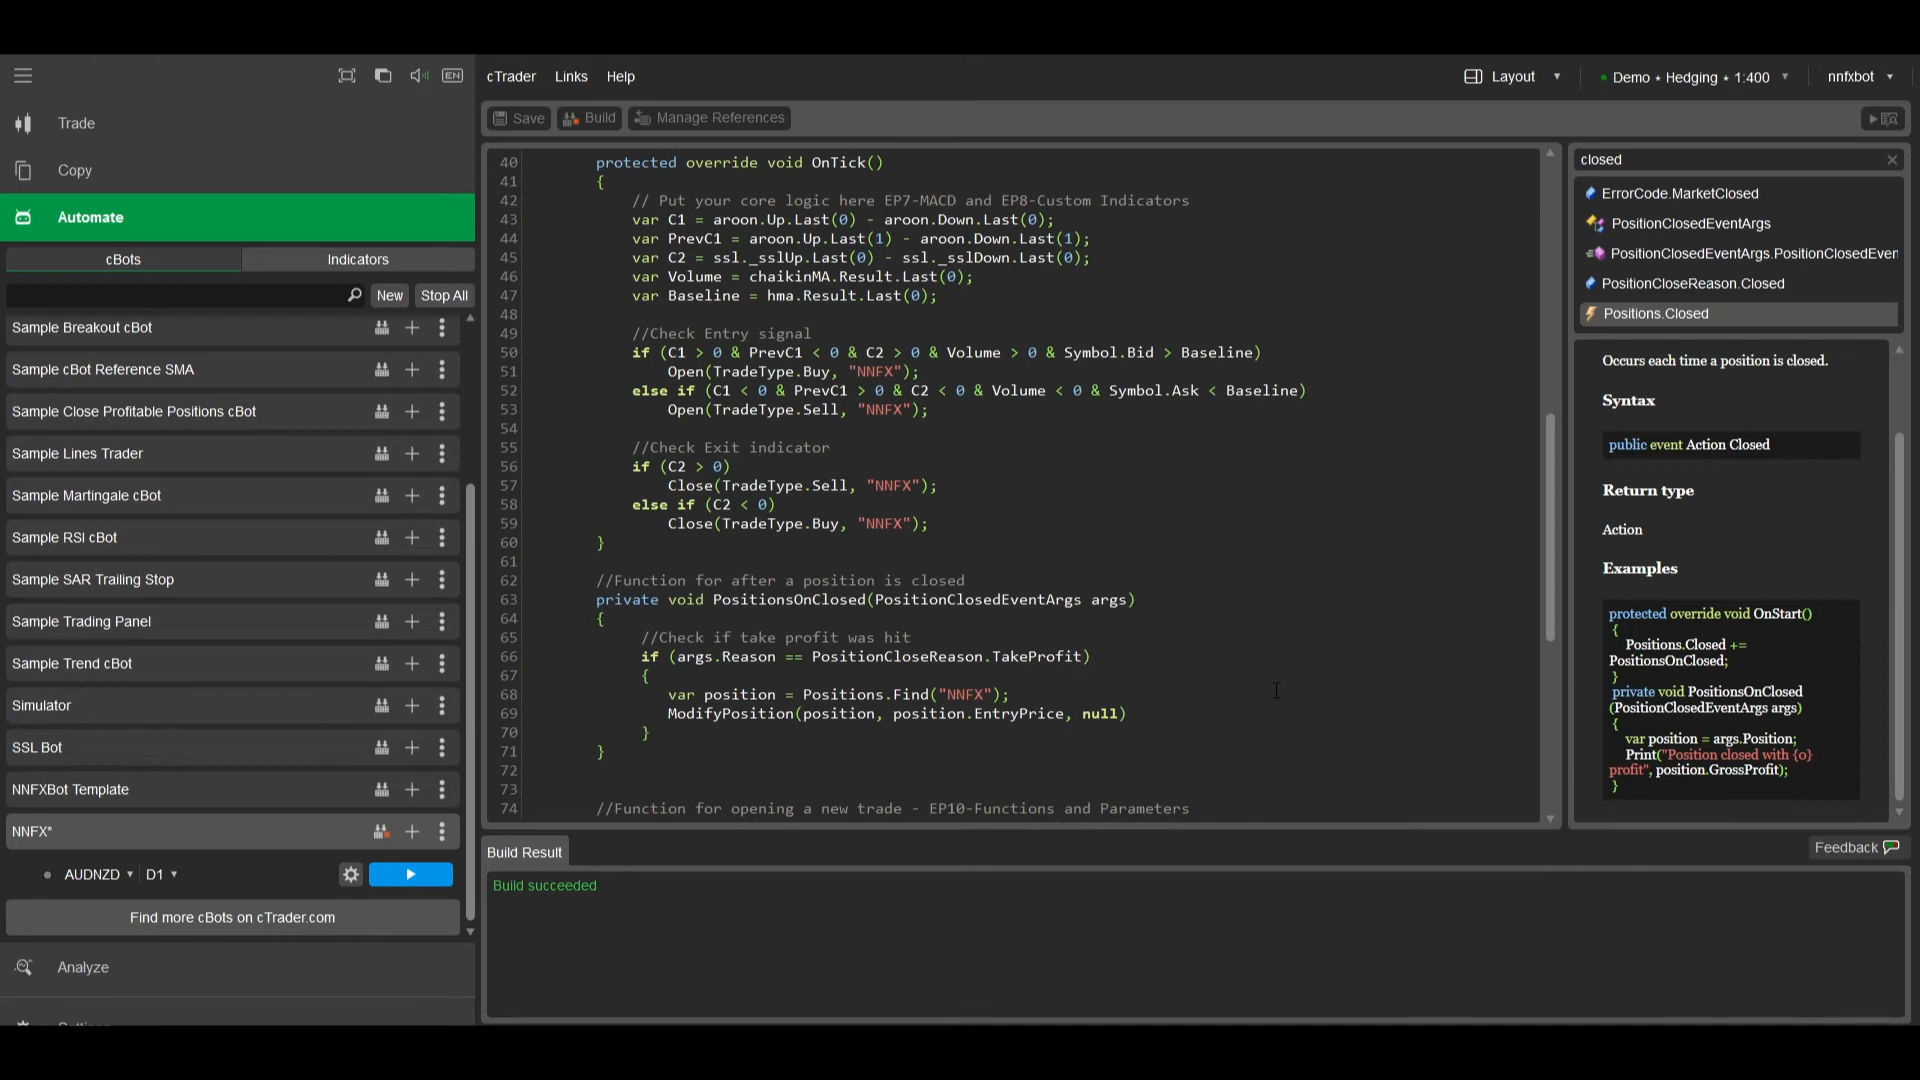 EN
cTrader Links Help
Layout
Demo • Hedging • 1:400
nnfxbot
Trade
Copy
Automate
cBots Indicators
New Stop All
Sample Breakout cBot
Sample cBot Reference SMA
Sample Close Profitable Positions cBot
Sample Lines Trader
Sample Martingale cBot
Sample RSI cBot
Sample SAR Trailing Stop
Sample Trading Panel
Sample Trend cBot
Simulator
SSL Bot
NNFXBot Template
NNFX*
AUDNZD D1
Find more cBots on cTrader.com
Analyze
Save Build Manage References
40 protected override void OnTick()
41 {
42 // Put your core logic here EP7-MACD and EP8-Custom Indicators
43 var C1 = aroon.Up.Last(0) - aroon.Down.Last(0);
44 var PrevC1 = aroon.Up.Last(1) - aroon.Down.Last(1);
45 var C2 = ssl._sslUp.Last(0) - ssl._sslDown.Last(0);
46 var Volume = chaikinMA.Result.Last(0);
47 var Baseline = hma.Result.Last(0);
48
49 //Check Entry signal
50 if (C1 > 0 & PrevC1 < 0 & C2 > 0 & Volume > 0 & Symbol.Bid > Baseline)
51 Open(TradeType.Buy, "NNFX");
52 else if (C1 < 0 & PrevC1 > 0 & C2 < 0 & Volume < 0 & Symbol.Ask < Baseline)
53 Open(TradeType.Sell, "NNFX");
54
55 //Check Exit indicator
56 if (C2 > 0)
57 Close(TradeType.Sell, "NNFX");
58 else if (C2 < 0)
59 Close(TradeType.Buy, "NNFX");
60 }
61
62 //Function for after a position is closed
63 private void PositionsOnClosed(PositionClosedEventArgs args)
64 {
65 //Check if take profit was hit
66 if (args.Reason == PositionCloseReason.TakeProfit)
67 {
68 var position = Positions.Find("NNFX");
69 ModifyPosition(position, position.EntryPrice, null)
70 }
71 }
72
73
74 //Function for opening a new trade - EP10-Functions and Parameters
closed
ErrorCode.MarketClosed
PositionClosedEventArgs
PositionClosedEventArgs.PositionClosedEven
PositionCloseReason.Closed
Positions.Closed
Occurs each time a position is closed.
Syntax
public event Action Closed
Return type
Action
Examples
protected override void OnStart()
{
Positions.Closed +=
PositionsOnClosed;
}
private void PositionsOnClosed
(PositionClosedEventArgs args)
{
var position = args.Position;
Print("Position closed with {0}
profit", position.GrossProfit);
}
Build Result
Feedback
Build succeeded